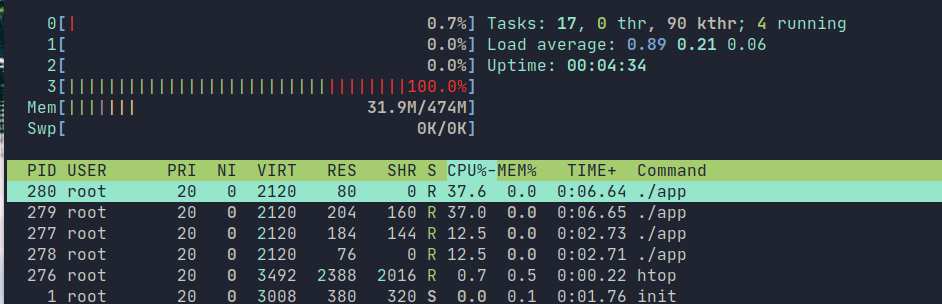 0[| 0.7%] Tasks: 17, 0 thr, 90 kthr; 4 running
1[ 0.0%] Load average: 0.89 0.21 0.06
2[ 0.0%] Uptime: 00:04:34
3[||||||||||||||||||||||||||||||||||100.0%]
Mem[||||||| 31.9M/474M]
Swp[ 0K/0K]
PID USER PRI NI VIRT RES SHR S CPU%-MEM% TIME+ Command
280 root 20 0 2120 80 0 R 37.6 0.0 0:06.64 ./app
279 root 20 0 2120 204 160 R 37.0 0.0 0:06.65 ./app
277 root 20 0 2120 184 144 R 12.5 0.0 0:02.73 ./app
278 root 20 0 2120 76 0 R 12.5 0.0 0:02.71 ./app
276 root 20 0 3492 2388 2016 R 0.7 0.5 0:00.22 htop
1 root 20 0 3008 380 320 S 0.0 0.1 0:01.76 init